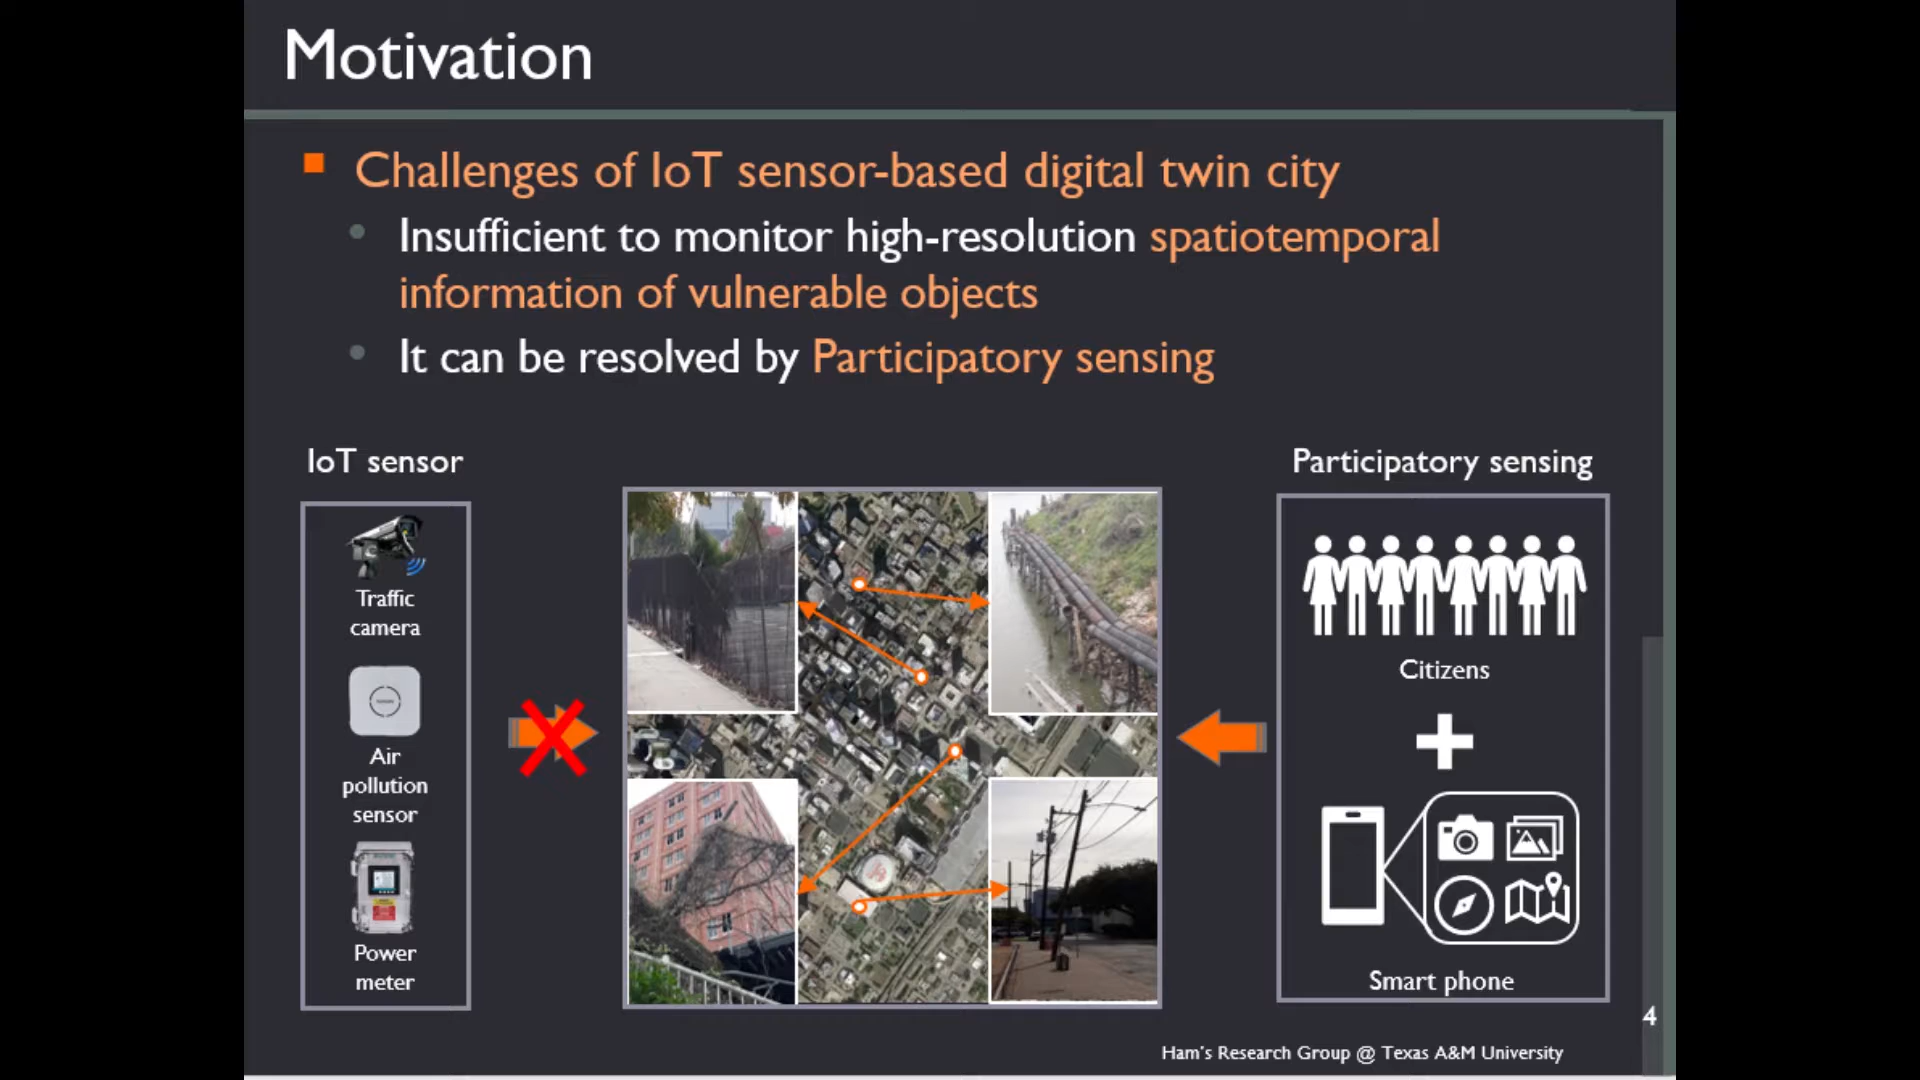 Motivation
Challenges of IoT sensor-based digital twin city
Insufficient to monitor high-resolution spatiotemporal
information of vulnerable objects
It can be resolved by Participatory sensing
IoT sensor
Traffic
camera
Air
pollution
sensor
Power
meter
Participatory sensing
Citizens
Smart phone
4
Ham's Research Group @ Texas A&M University